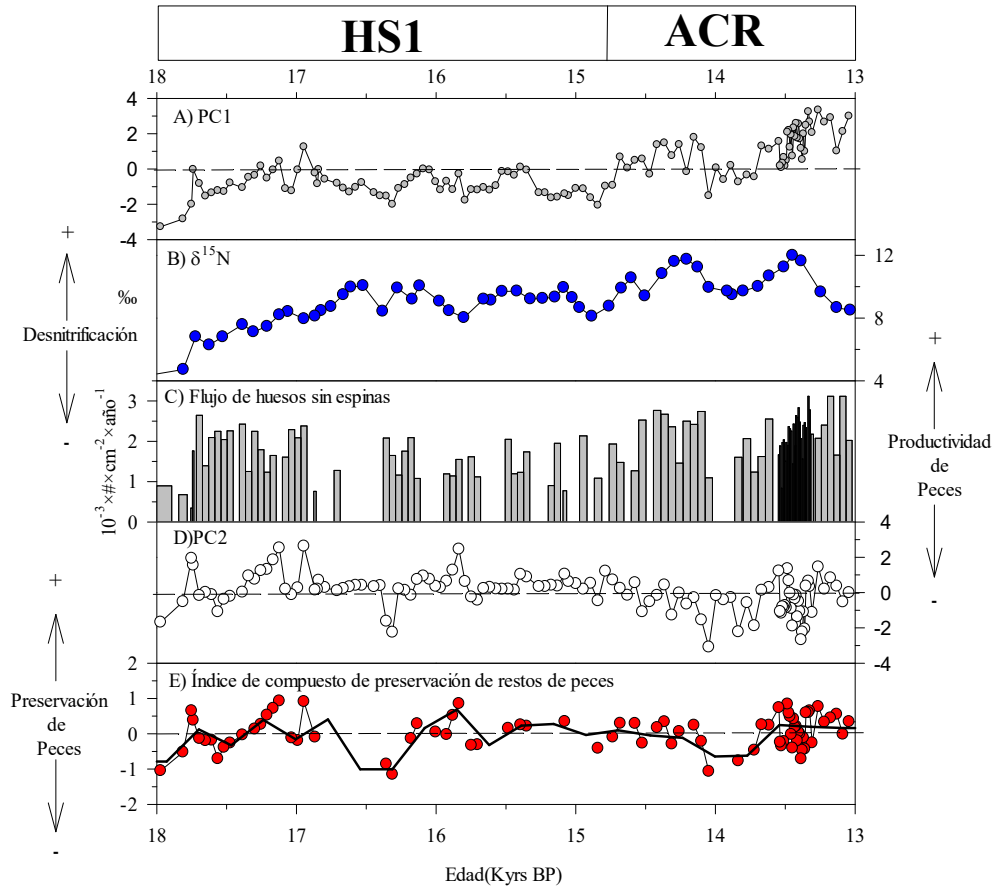 HS1 ACR
18 17 16 15 14 13
A) PC1
4
2
0
-2
-4
B) δ¹⁵N
‰
12
8
4
+
Desnitrificación
-
C) Flujo de huesos sin espinas
10⁻³×#×cm⁻²×año⁻¹
3
2
1
0
+
Productividad
de
Peces
-
D)PC2
4
2
0
-2
-4
+
Preservación
de
Peces
-
E) Índice de compuesto de preservación de restos de peces
2
1
0
-1
-2
18 17 16 15 14 13
Edad(Kyrs BP)